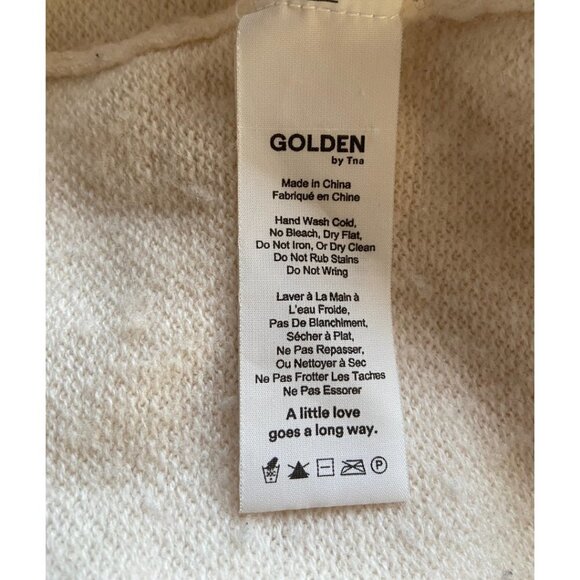 GOLDEN
by Tna
Made in China
Fabriqué en Chine
Hand Wash Cold,
No Bleach, Dry Flat,
Do Not Iron, Or Dry Clean
Do Not Rub Stains
Do Not Wring
Laver à La Main à
L'eau Froide,
Pas De Blanchiment,
Sécher à Plat,
Ne Pas Repasser,
Ou Nettoyer à Sec
Ne Pas Frotter Les Taches
Ne Pas Essorer
A little love
goes a long way.
P